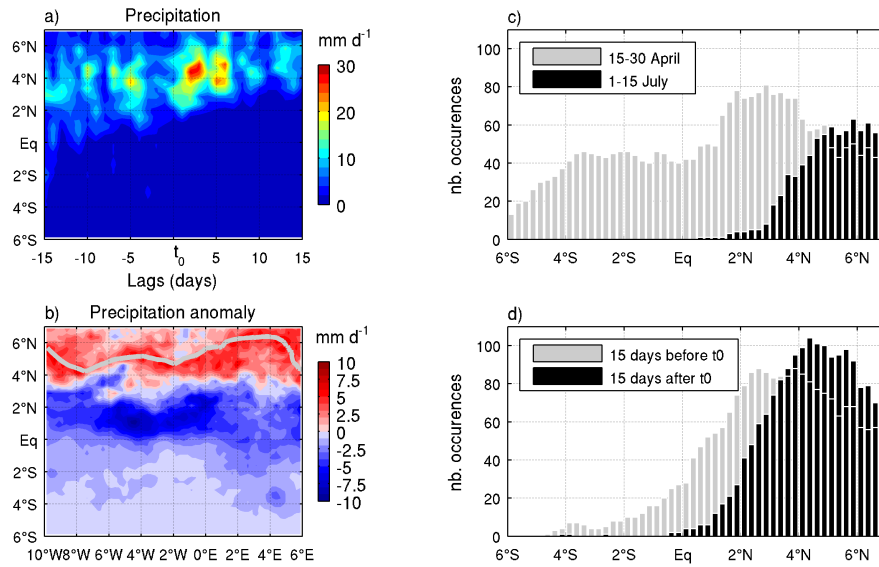 a) Precipitation
mm d⁻¹
6°N
4°N
2°N
Eq
2°S
4°S
6°S
30
20
10
0
-15 -10 -5 t₀ 5 10 15
Lags (days)
b) Precipitation anomaly
mm d⁻¹
6°N
4°N
2°N
Eq
2°S
4°S
6°S
10
7.5
5
2.5
0
-2.5
-5
-7.5
-10
10°W 8°W 6°W 4°W 2°W 0°E 2°E 4°E 6°E
c)
nb. occurences
100
80
60
40
20
0
15-30 April
1-15 July
6°S 4°S 2°S Eq 2°N 4°N 6°N
d)
nb. occurences
100
80
60
40
20
0
15 days before t0
15 days after t0
6°S 4°S 2°S Eq 2°N 4°N 6°N